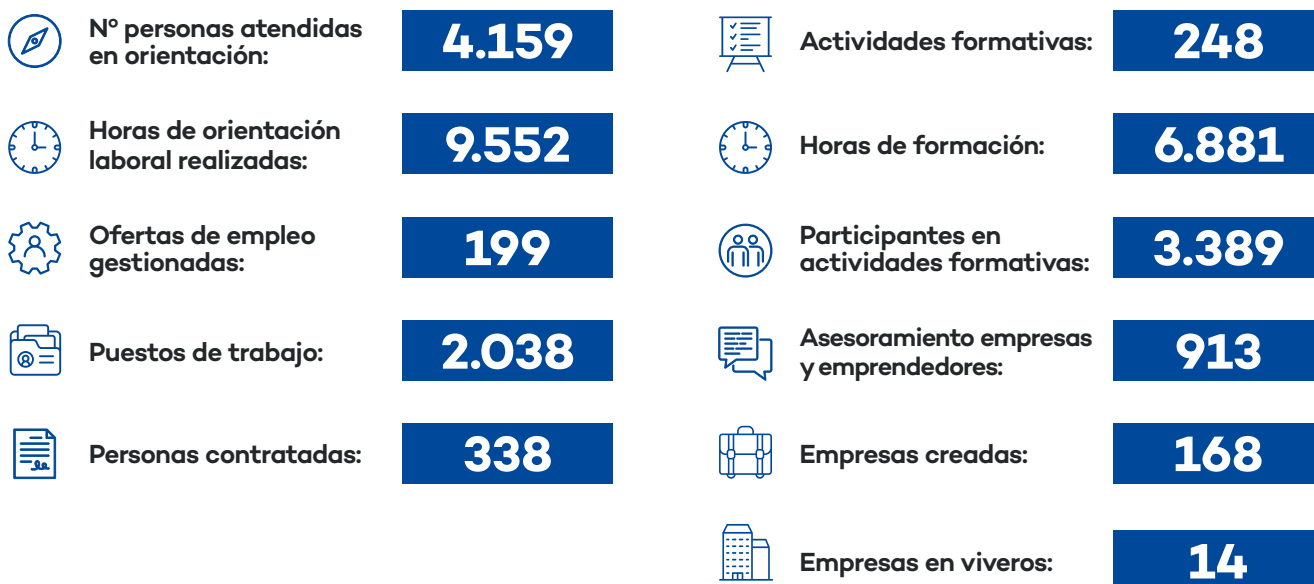 Nº personas atendidas
en orientación:
4.159
Horas de orientación
laboral realizadas:
9.552
Ofertas de empleo
gestionadas:
199
Puestos de trabajo:
2.038
Personas contratadas:
338
Actividades formativas:
248
Horas de formación:
6.881
Participantes en
actividades formativas:
3.389
Asesoramiento empresas
y emprendedores:
913
Empresas creadas:
168
Empresas en viveros:
14